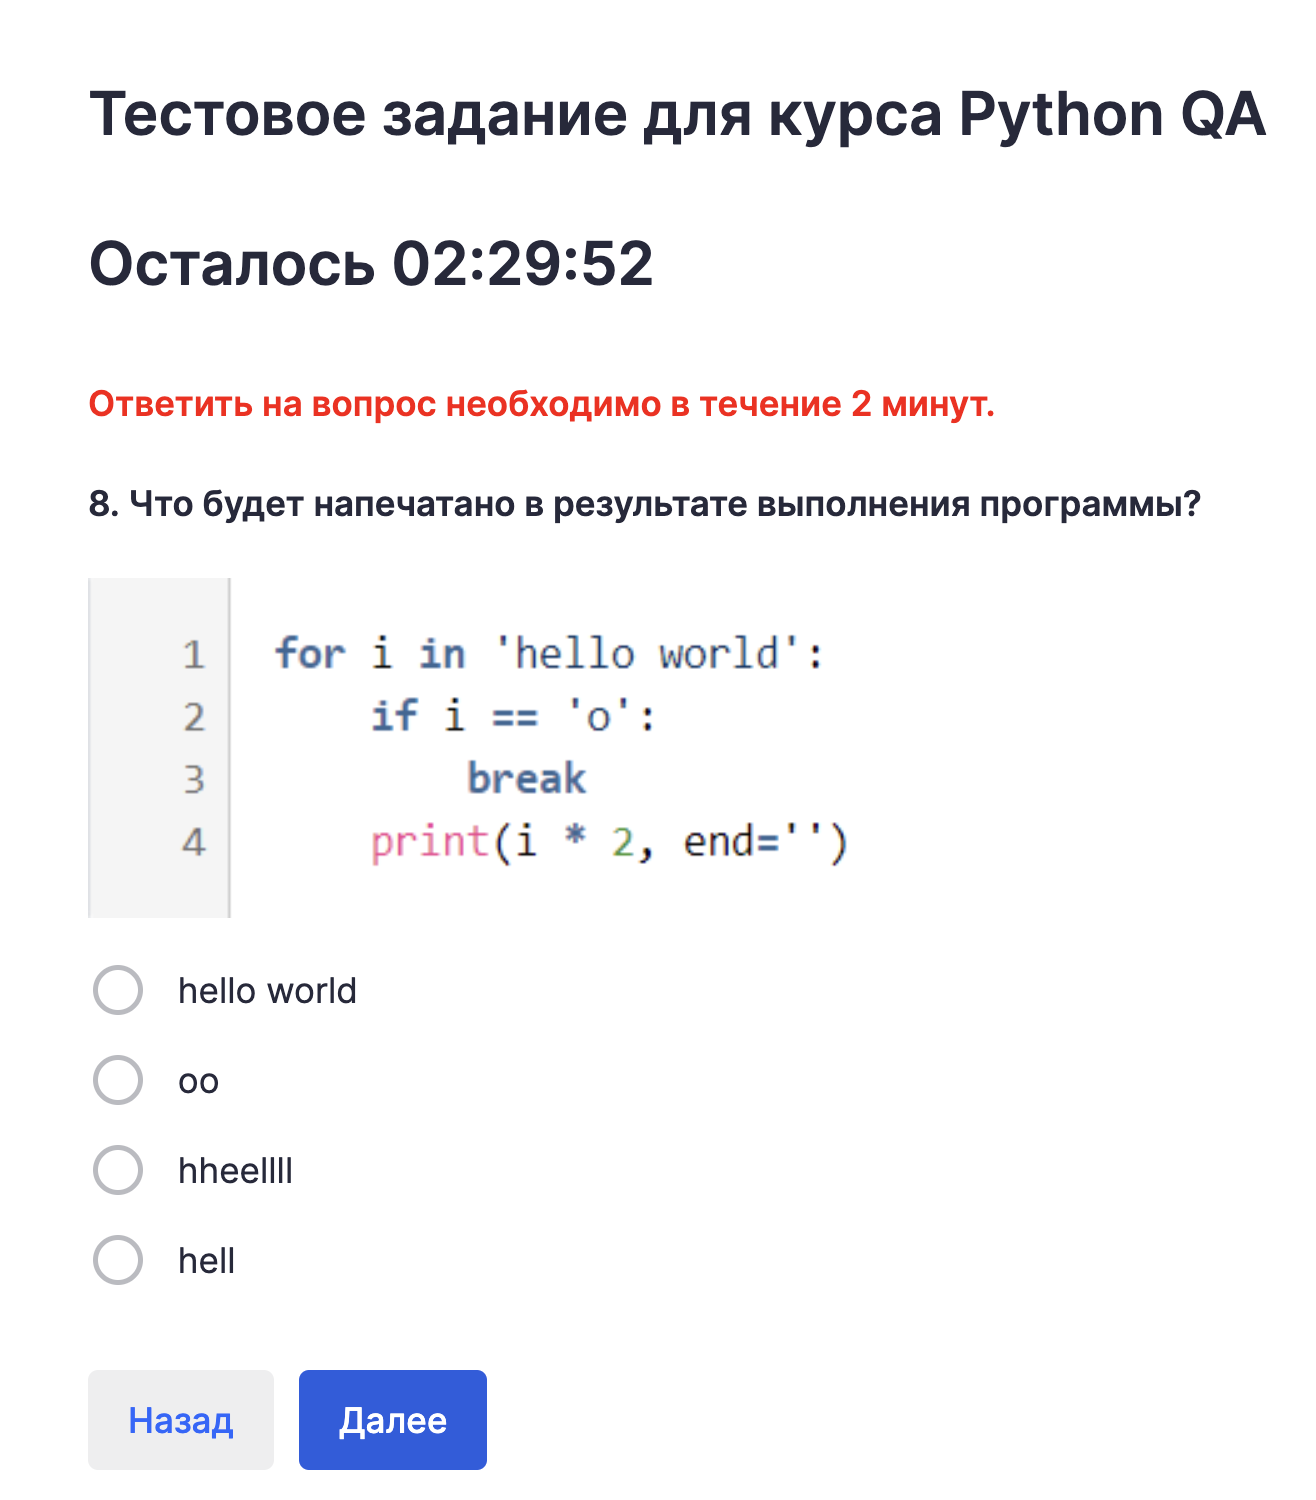 Тестовое задание для курса Python QA
Осталось 02:29:52
Ответить на вопрос необходимо в течение 2 минут.
8. Что будет напечатано в результате выполнения программы?
1 for i in 'hello world':
2     if i == 'o':
3         break
4     print(i * 2, end='')
hello world
oo
hheellll
hell
Назад Далее